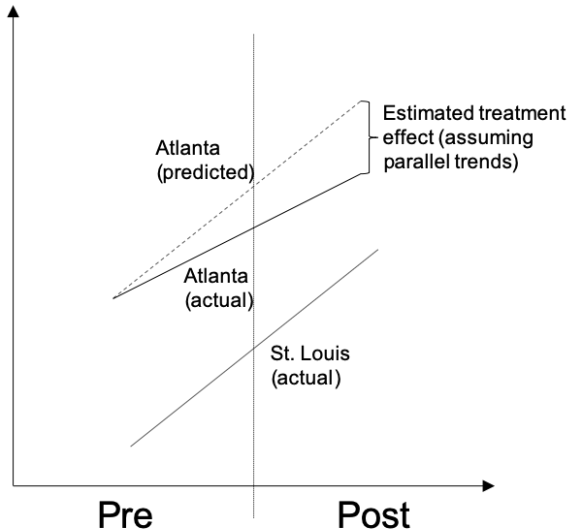 Atlanta
(predicted)
Estimated treatment
effect (assuming
parallel trends)
Atlanta
(actual)
St. Louis
(actual)
Pre
Post